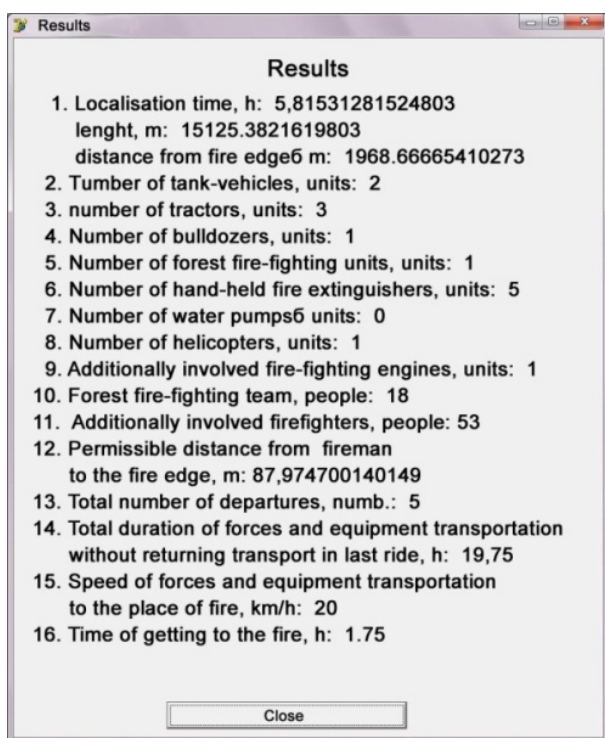 Results
Results
1. Localisation time, h: 5,81531281524803
lenght, m: 15125.3821619803
distance from fire edgeб m: 1968.66665410273
2. Tumber of tank-vehicles, units: 2
3. number of tractors, units: 3
4. Number of bulldozers, units: 1
5. Number of forest fire-fighting units, units: 1
6. Number of hand-held fire extinguishers, units: 5
7. Number of water pumpsб units: 0
8. Number of helicopters, units: 1
9. Additionally involved fire-fighting engines, units: 1
10. Forest fire-fighting team, people: 18
11. Additionally involved firefighters, people: 53
12. Permissible distance from fireman
to the fire edge, m: 87,974700140149
13. Total number of departures, numb.: 5
14. Total duration of forces and equipment transportation
without returning transport in last ride, h: 19,75
15. Speed of forces and equipment transportation
to the place of fire, km/h: 20
16. Time of getting to the fire, h: 1.75
Close